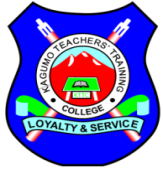 KAGUMO TEACHERS' TRAINING
COLLEGE
LOYALTY & SERVICE